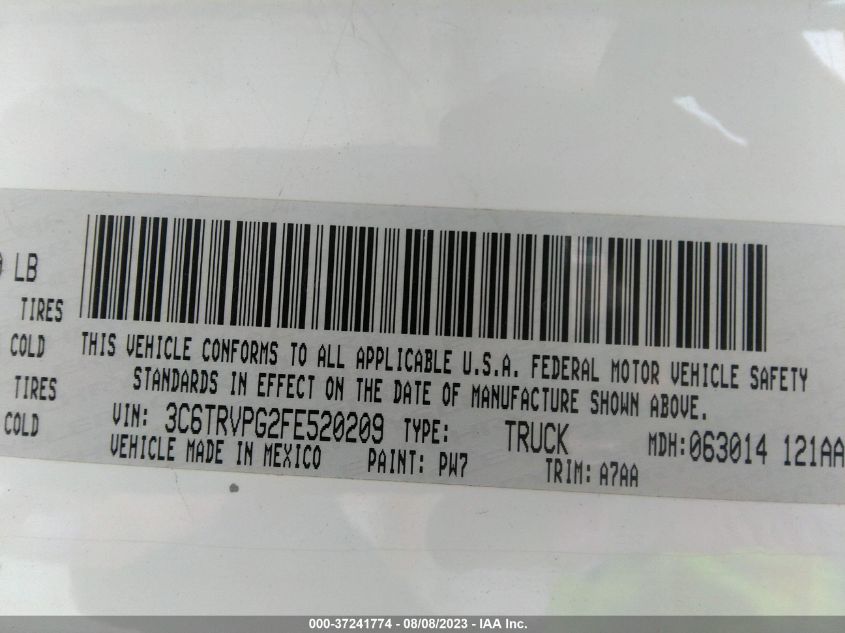 LB
TIRES
COLD
TIRES
COLD
THIS VEHICLE CONFORMS TO ALL APPLICABLE U.S.A. FEDERAL MOTOR VEHICLE SAFETY
STANDARDS IN EFFECT ON THE DATE OF MANUFACTURE SHOWN ABOVE.
VIN: 3C6TRVPG2FE520209 TYPE: TRUCK MDH:063014 121AA
VEHICLE MADE IN MEXICO PAINT: PW7 TRIM: A7AA
000-37241774 - 08/08/2023 - IAA Inc.